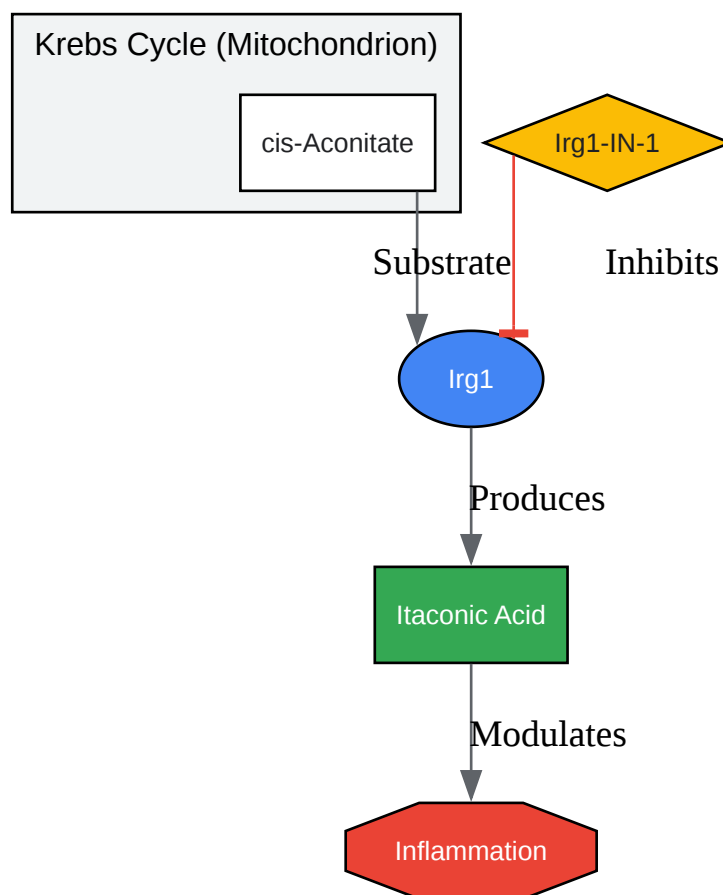 Krebs Cycle (Mitochondrion)
cis-Aconitate
Irg1-IN-1
Substrate
Inhibits
Irg1
Produces
Itaconic Acid
Modulates
Inflammation